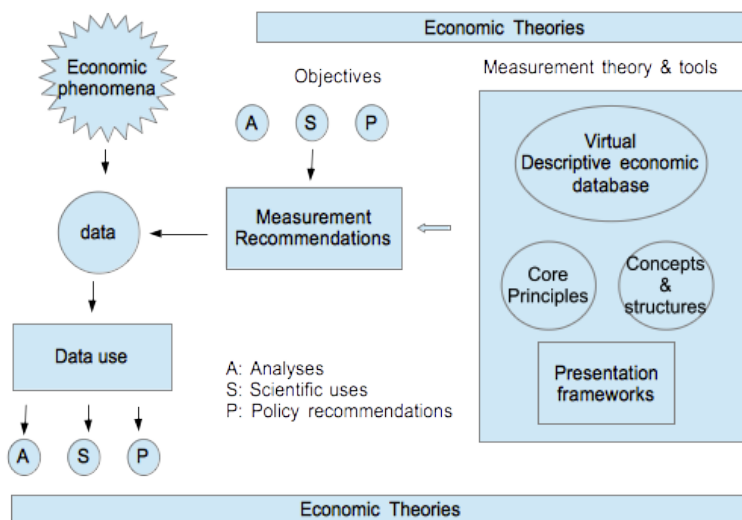 Economic Theories
Economic
phenomena
Objectives
Measurement theory & tools
A
S
P
Virtual
Descriptive economic
database
data
Measurement
Recommendations
Core
Principles
Concepts
&
structures
Data use
A: Analyses
S: Scientific uses
P: Policy recommendations
Presentation
frameworks
A
S
P
Economic Theories